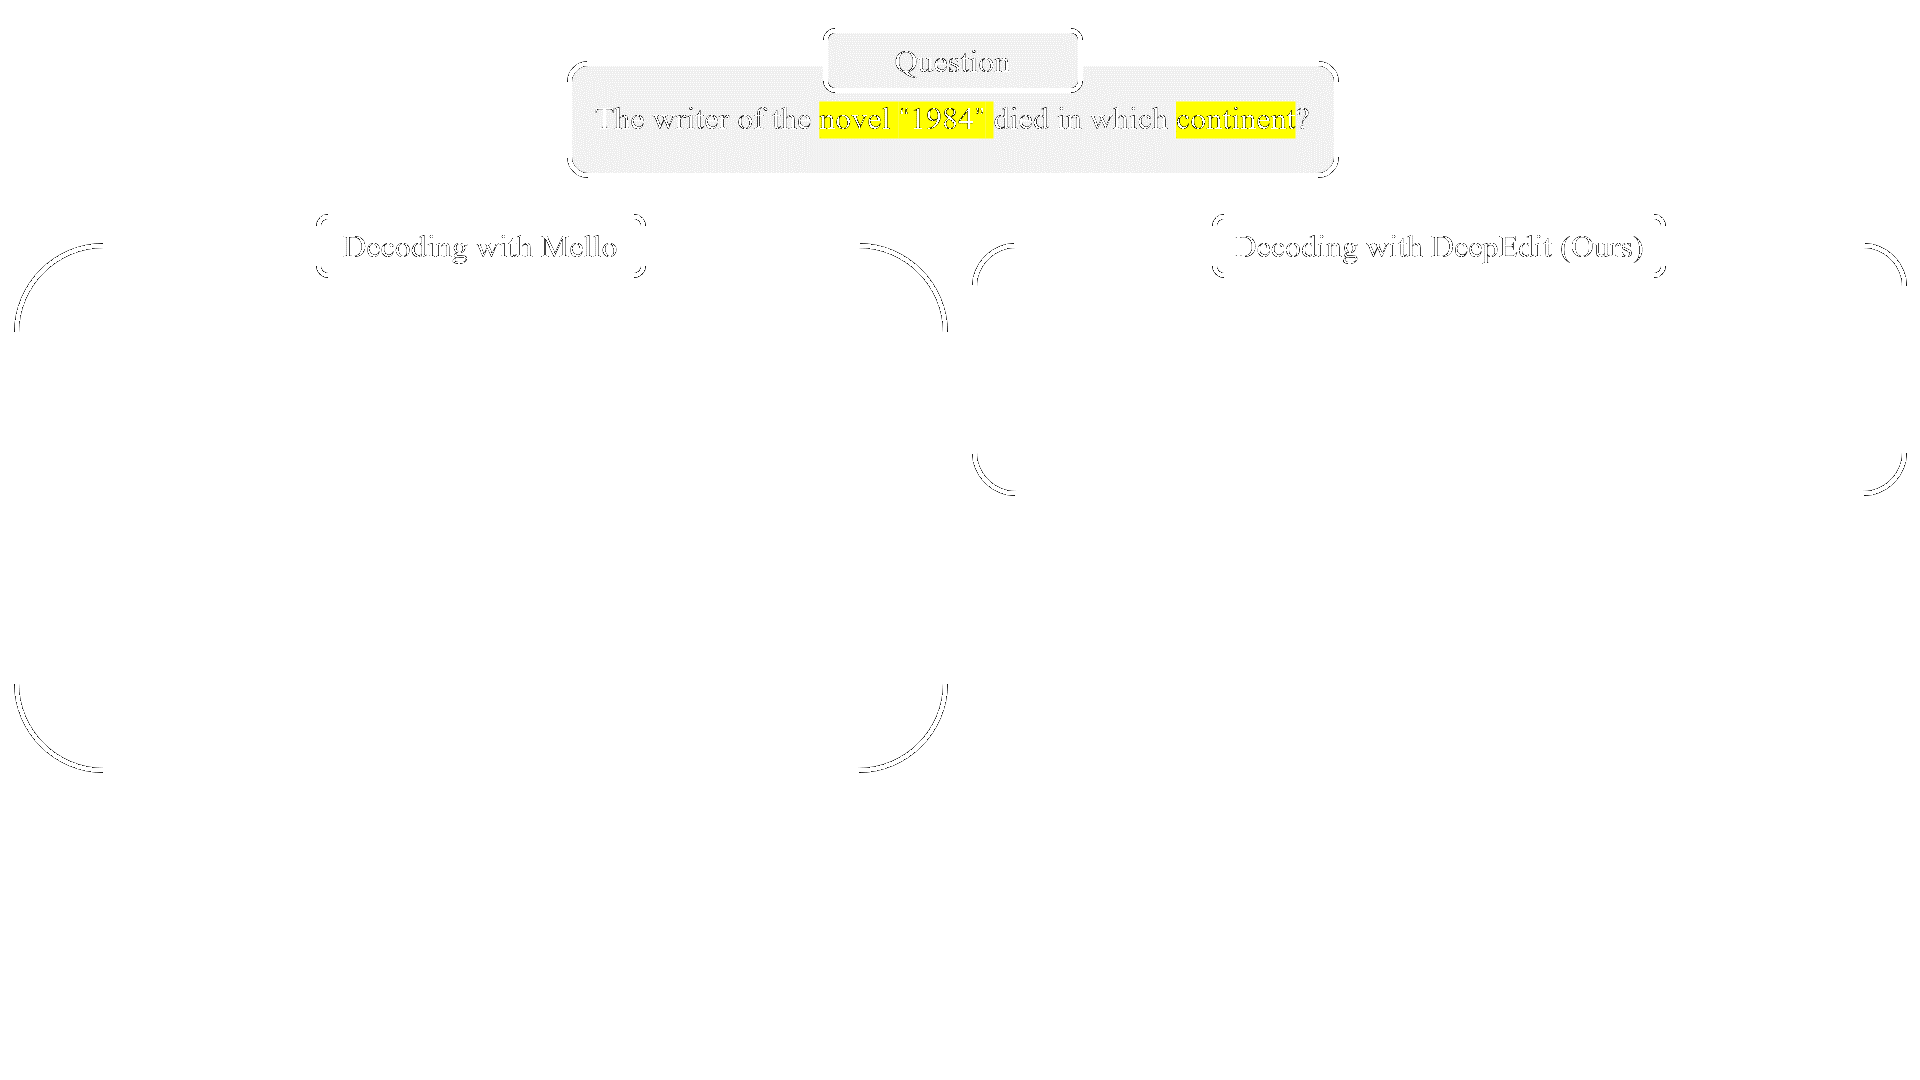 Question
The writer of the novel "1984" died in which continent?
Decoding with Mello
Decoding with DeepEdit (Ours)